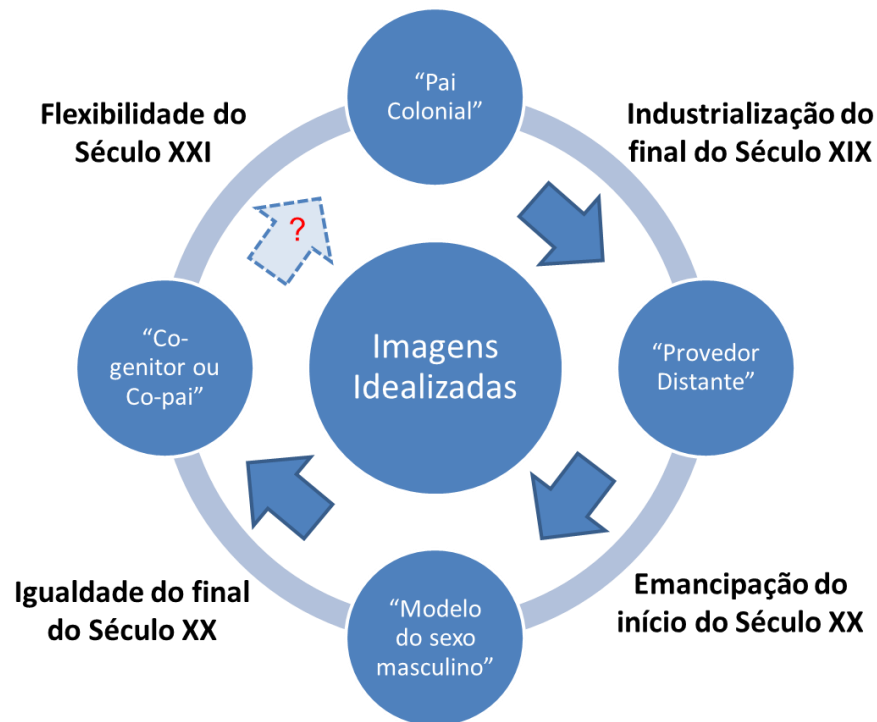 “Pai
Colonial”
Flexibilidade do
Século XXI
Industrialização do
final do Século XIX
?
Imagens
Idealizadas
“Co-
genitor ou
Co-pai”
“Provedor
Distante”
Igualdade do final
do Século XX
Emancipação do
início do Século XX
“Modelo
do sexo
masculino”